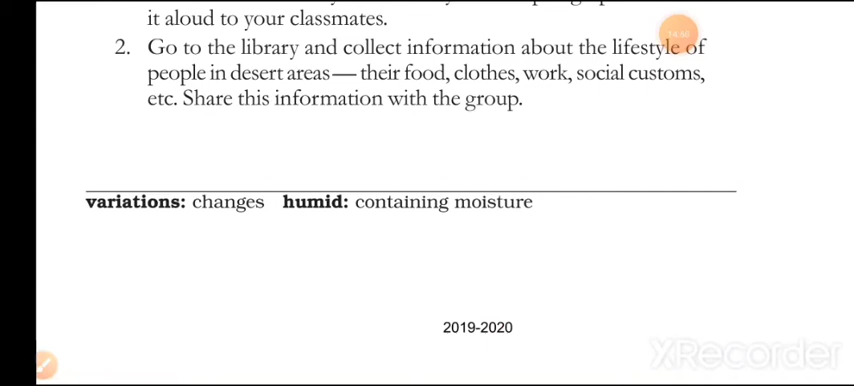 it aloud to your classmates.
2. Go to the library and collect information about the lifestyle of
people in desert areas— their food, clothes, work, social customs,
etc. Share this information with the group.
variations: changes humid: containing moisture
2019-2020
XRecorder